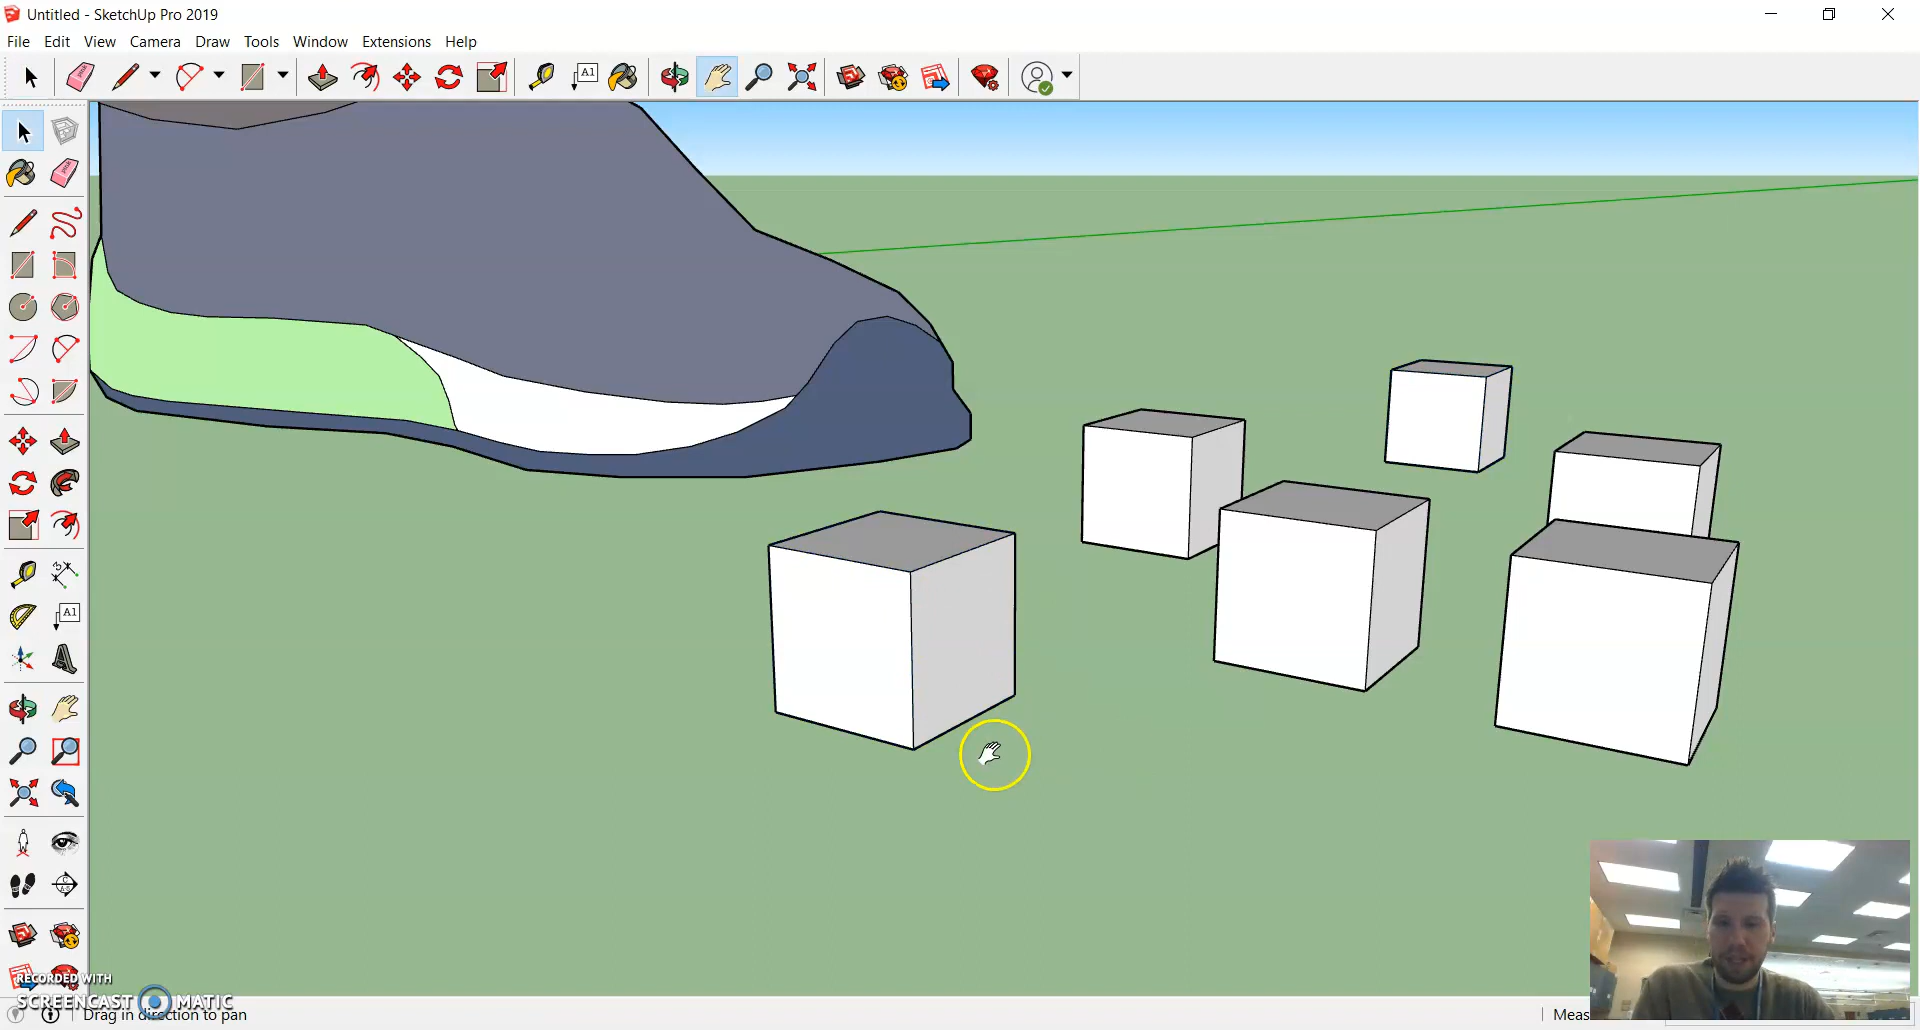 Untitled - SketchUp Pro 2019
File Edit View Camera Draw Tools Window Extensions Help
A1
A1
RECORDED WITH
SCREENCAST MATIC
Drag in direction to pan
Meas